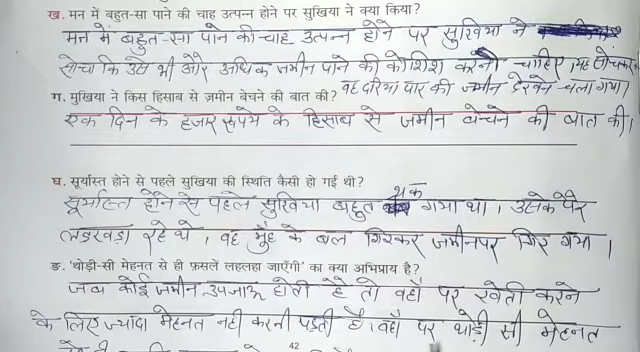 ख. मन में बहुत-सा पाने की चाह उत्पन्न होने पर सुखिया ने क्या किया?
मन में बहुत-सा पाने की चाह उत्पन्न होने पर सुखिया ने
सोचा कि उसे भी और अधिक जमीन पाने की कोशिश करनी चाहिए। यह सोचकर
ग. मुखिया ने किस हिसाब से ज़मीन बेचने की बात की? वह दरिया पार की जमीन देखने चला गया।
एक दिन के हजार रूपये के हिसाब से जमीन बेचने की बात की।
घ. सूर्यास्त होने से पहले सुखिया की स्थिति कैसी हो गई थी?
सूर्यास्त होने से पहले सुखिया बहुत थक गया था। उसके पैर
लड़खड़ा रहे थे। वह मुँह के बल गिरकर जमीन पर गिर गया।
ङ. 'थोड़ी-सी मेहनत से ही फ़सलें लहलहा जाएँगी' का क्या अभिप्राय है?
जब कोई जमीन उपजाऊ होती है तो वहाँ पर खेती करने
के लिए ज्यादा मेहनत नही करनी पड़ती है। वहाँ पर थोड़ी सी मेहनत
42